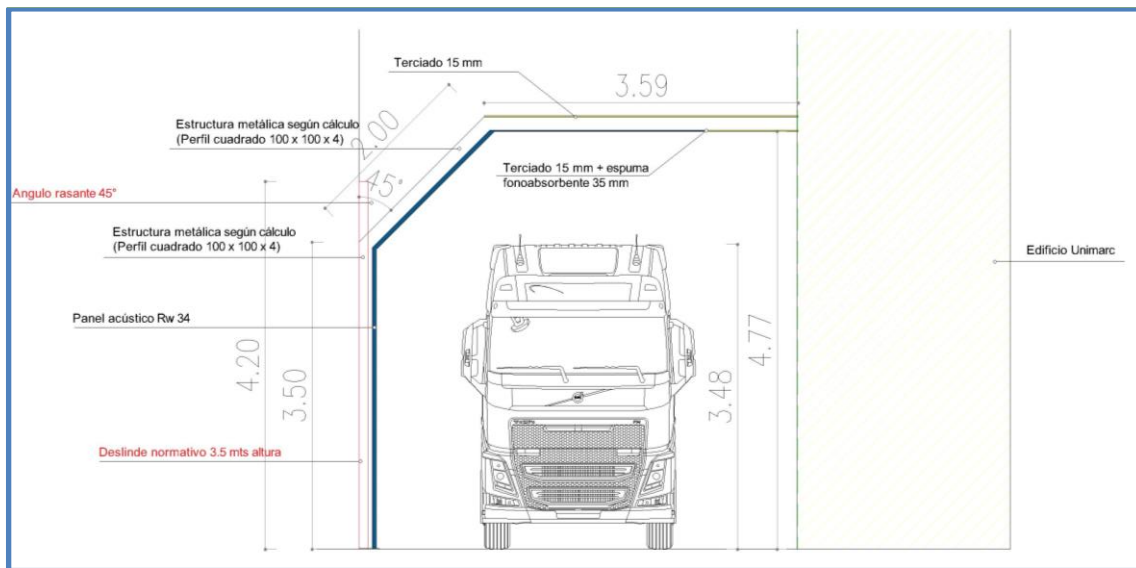 Terciado 15 mm
3.59
Estructura metálica según cálculo
(Perfil cuadrado 100 x 100 x 4)
2.00
Terciado 15 mm + espuma
fonoabsorbente 35 mm
45°
Angulo rasante 45°
Estructura metálica según cálculo
(Perfil cuadrado 100 x 100 x 4)
Edificio Unimarc
Panel acústico Rw 34
4.20
3.50
3.48
4.77
Deslinde normativo 3.5 mts altura